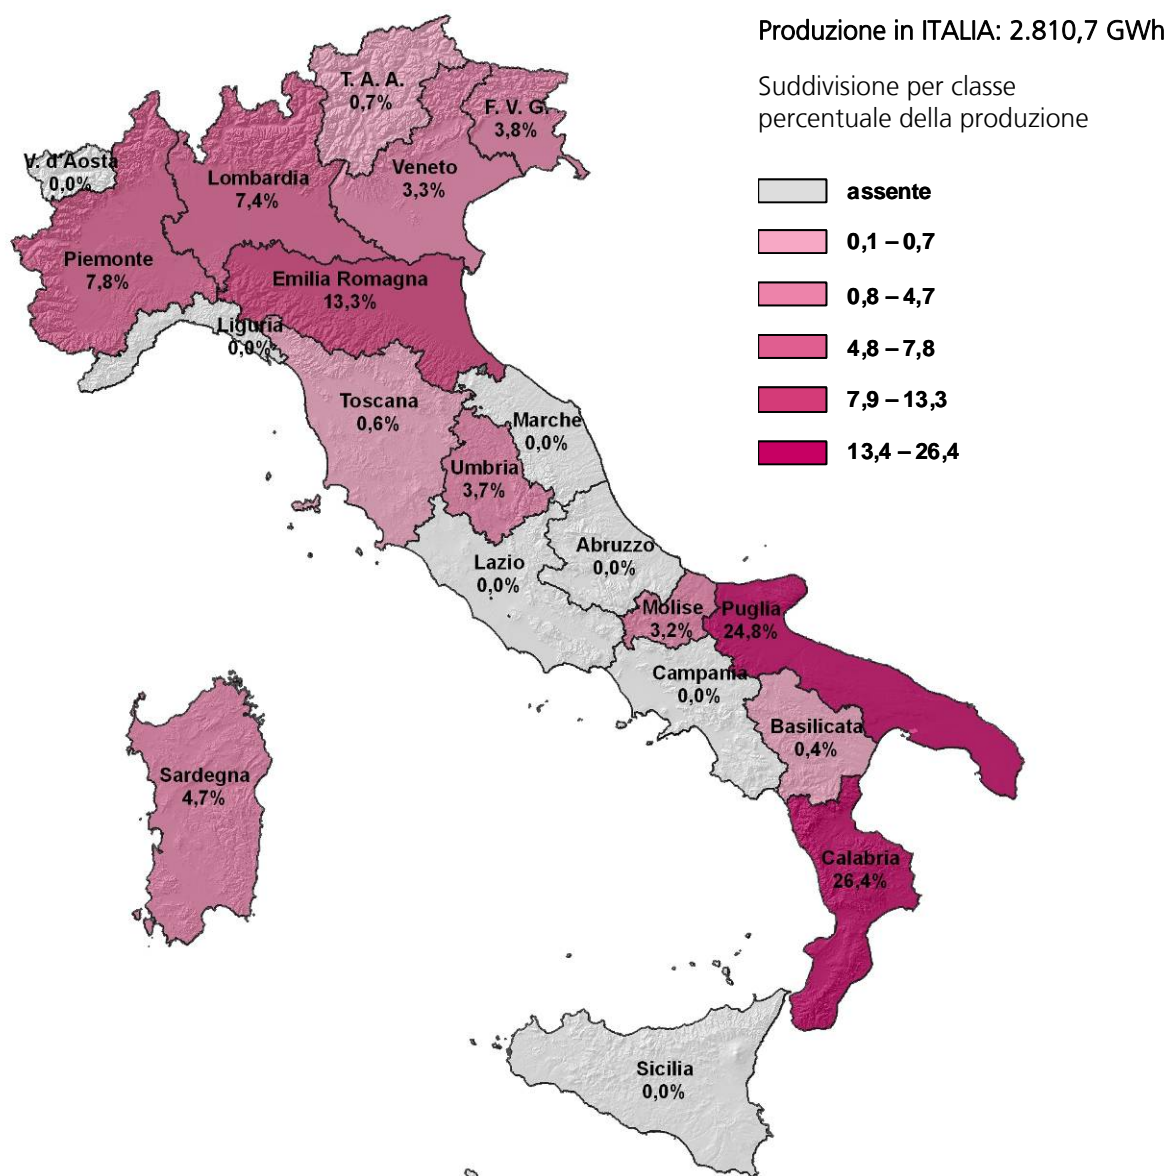 Produzione in ITALIA: 2.810,7 GWh
Suddivisione per classe
percentuale della produzione
assente
0,1 – 0,7
0,8 – 4,7
4,8 – 7,8
7,9 – 13,3
13,4 – 26,4
T. A. A.
0,7%
F. V. G.
3,8%
V. d'Aosta
0,0%
Lombardia
7,4%
Veneto
3,3%
Piemonte
7,8%
Emilia Romagna
13,3%
Liguria
0,0%
Toscana
0,6%
Marche
0,0%
Umbria
3,7%
Lazio
0,0%
Abruzzo
0,0%
Molise
3,2%
Puglia
24,8%
Campania
0,0%
Basilicata
0,4%
Sardegna
4,7%
Calabria
26,4%
Sicilia
0,0%